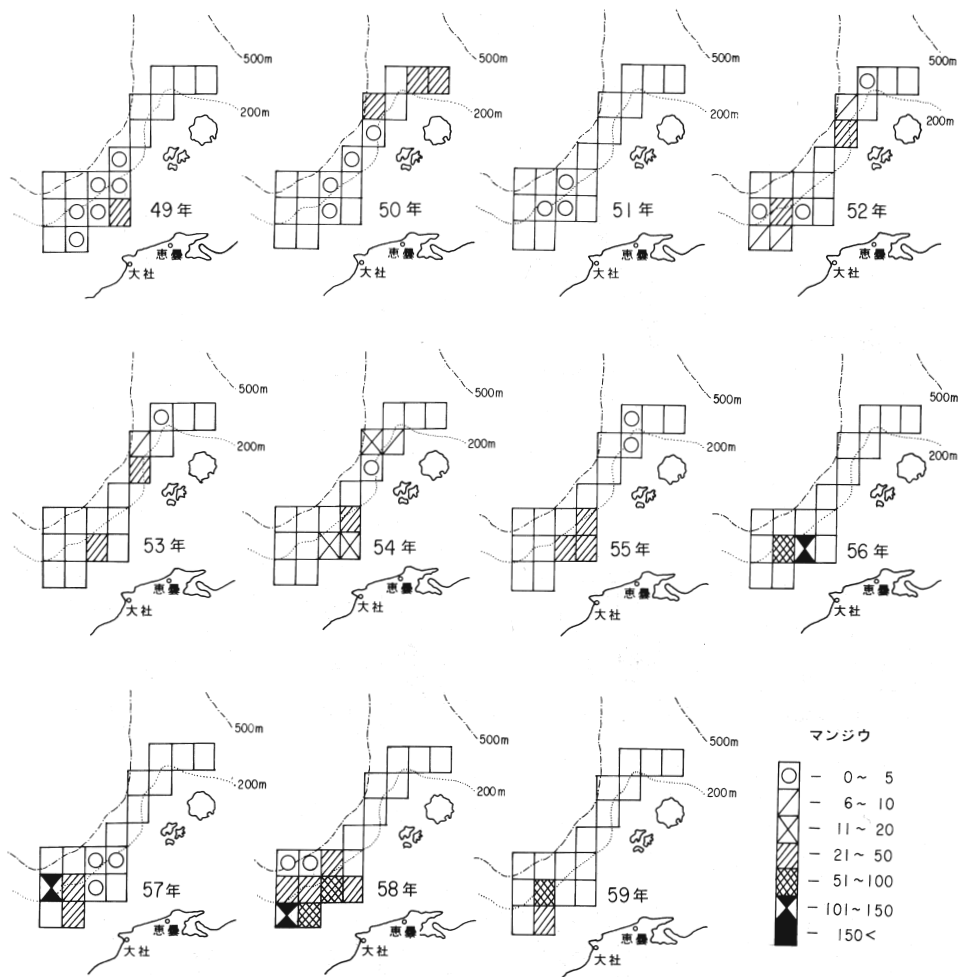 500m
200m
49年
恵曇
大社
500m
200m
50年
恵曇
大社
500m
200m
51年
恵曇
大社
500m
200m
52年
恵曇
大社
500m
200m
53年
恵曇
大社
500m
200m
54年
恵曇
大社
500m
200m
55年
恵曇
大社
500m
200m
56年
恵曇
大社
500m
200m
57年
恵曇
大社
500m
200m
58年
恵曇
大社
500m
200m
59年
恵曇
大社
マンジウ
― 0～ 5
― 6～ 10
― 11～ 20
― 21～ 50
― 51～100
― 101～150
― 150<